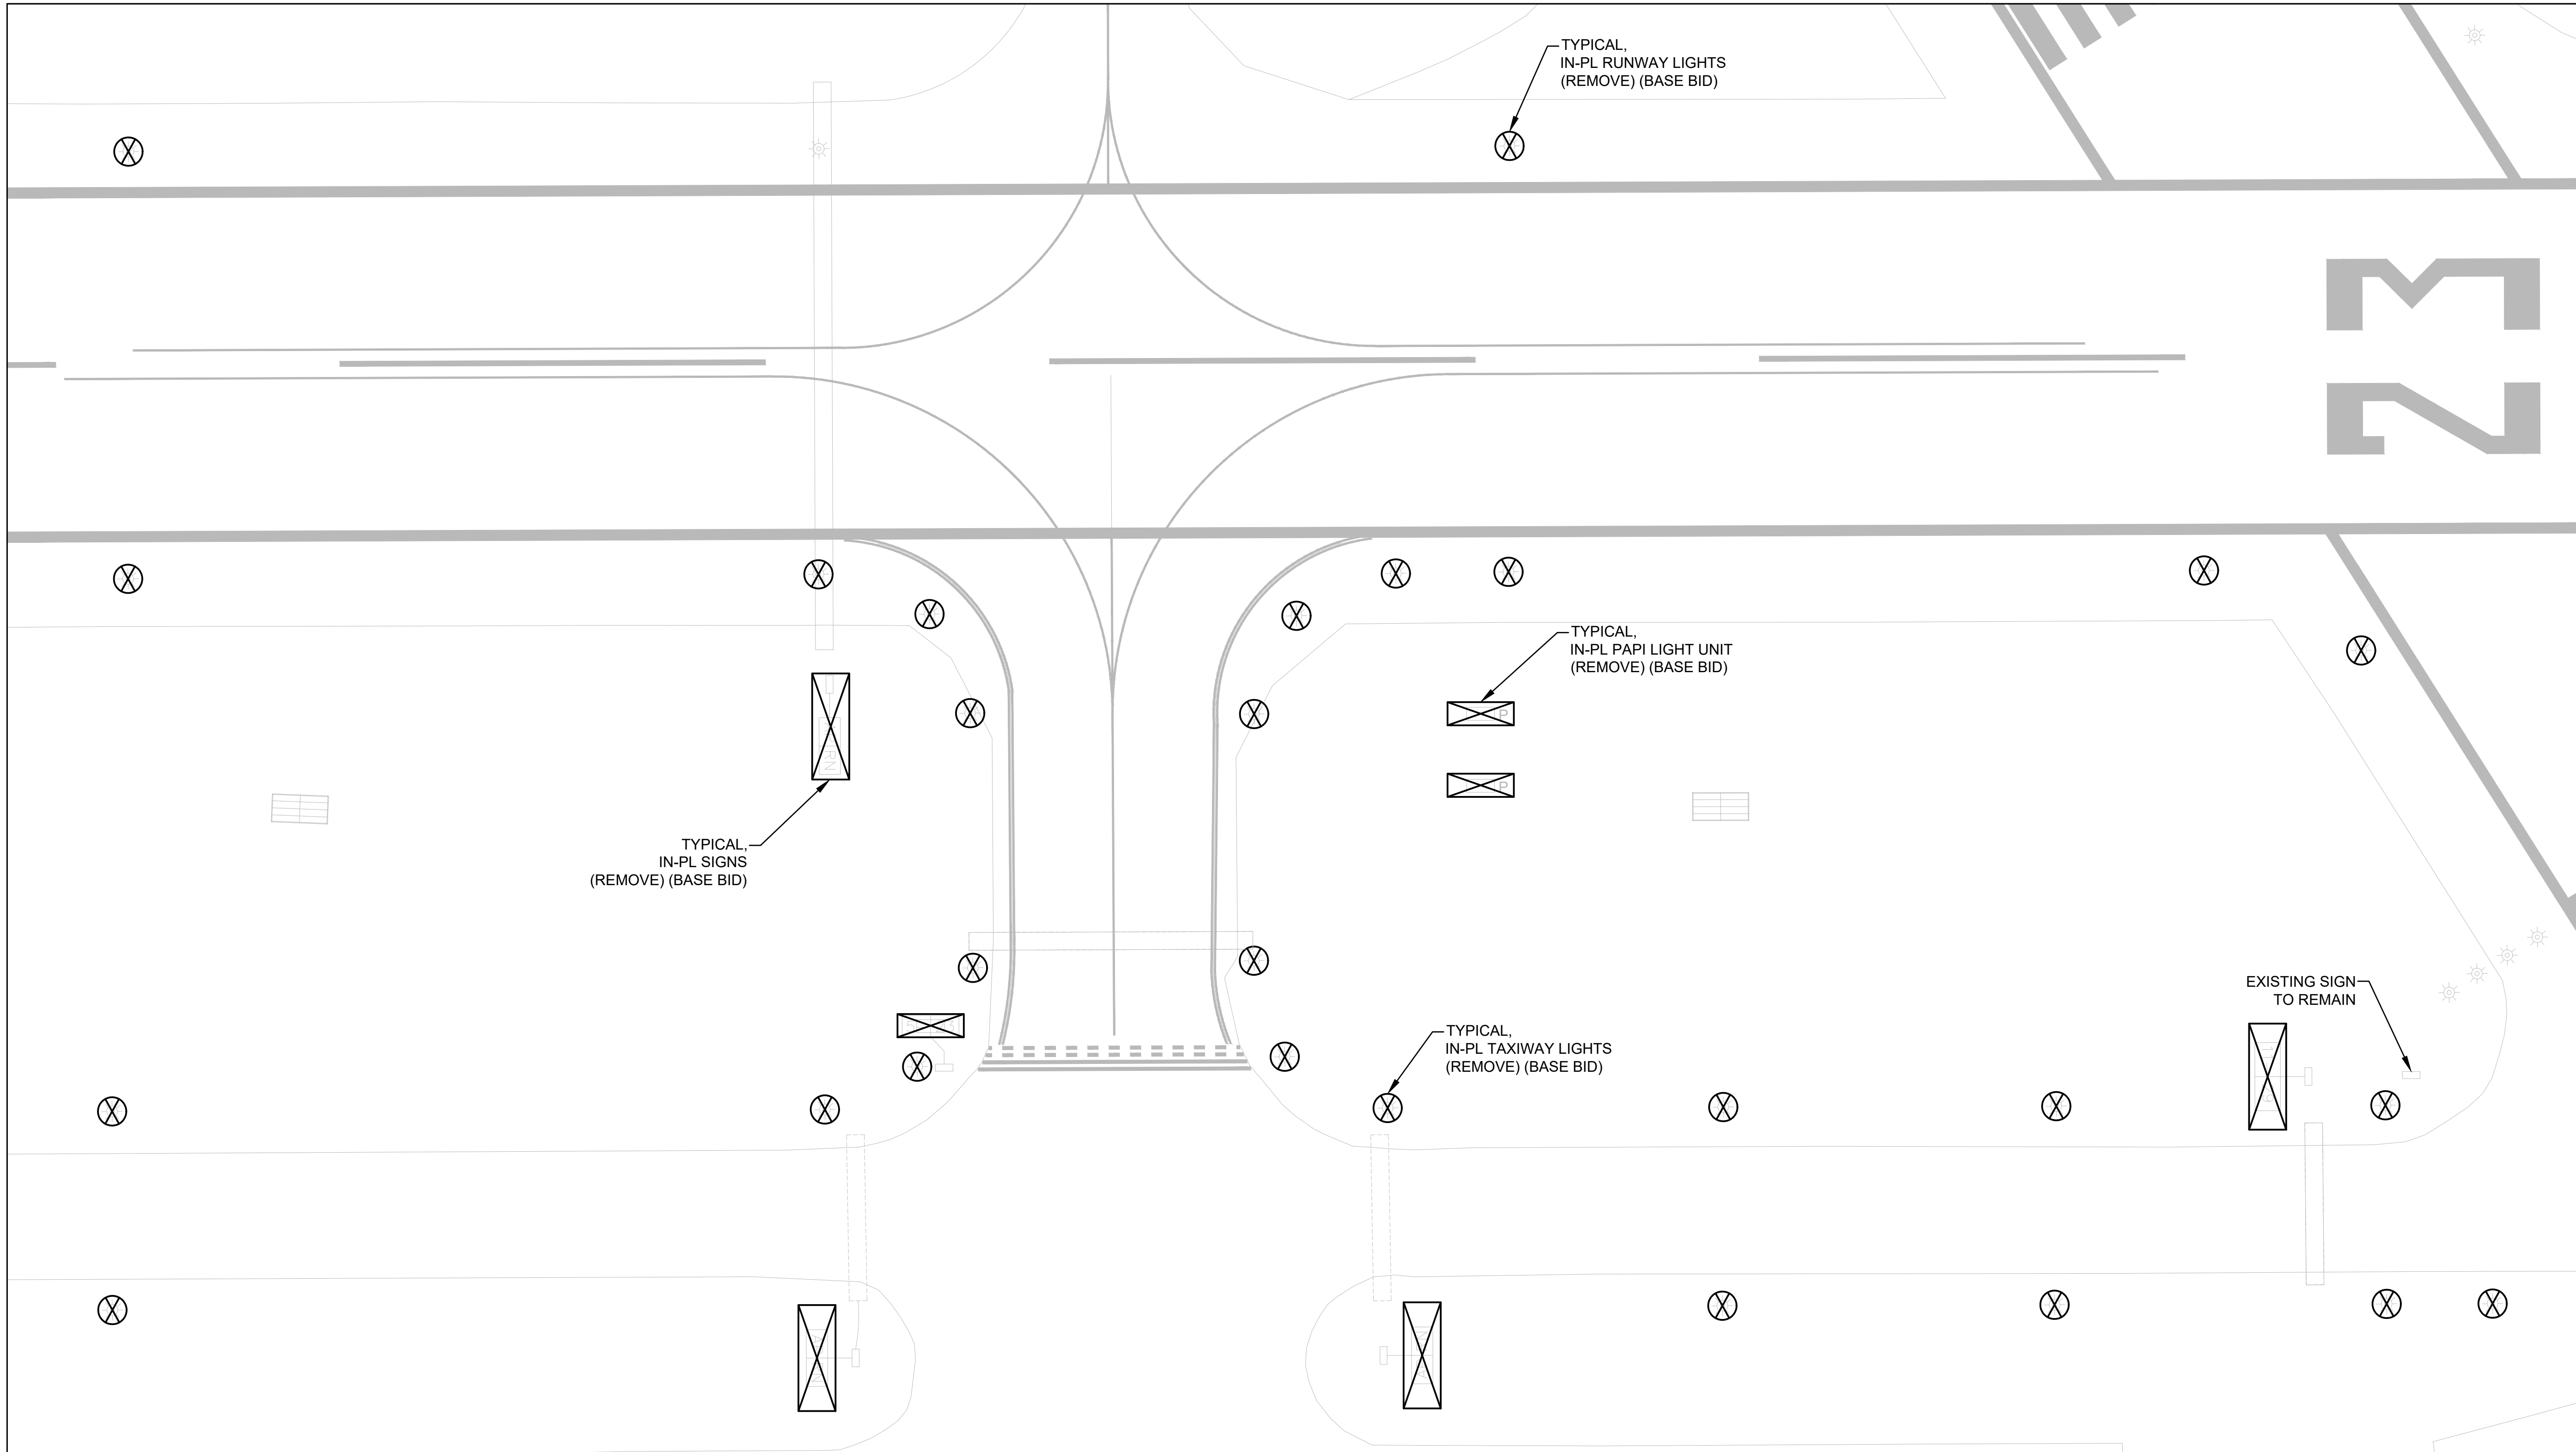 TYPICAL,
IN-PL RUNWAY LIGHTS
(REMOVE) (BASE BID)
23
TYPICAL,
IN-PL PAPI LIGHT UNIT
(REMOVE) (BASE BID)
P
P
TYPICAL,
IN-PL SIGNS
(REMOVE) (BASE BID)
EXISTING SIGN
TO REMAIN
TYPICAL,
IN-PL TAXIWAY LIGHTS
(REMOVE) (BASE BID)